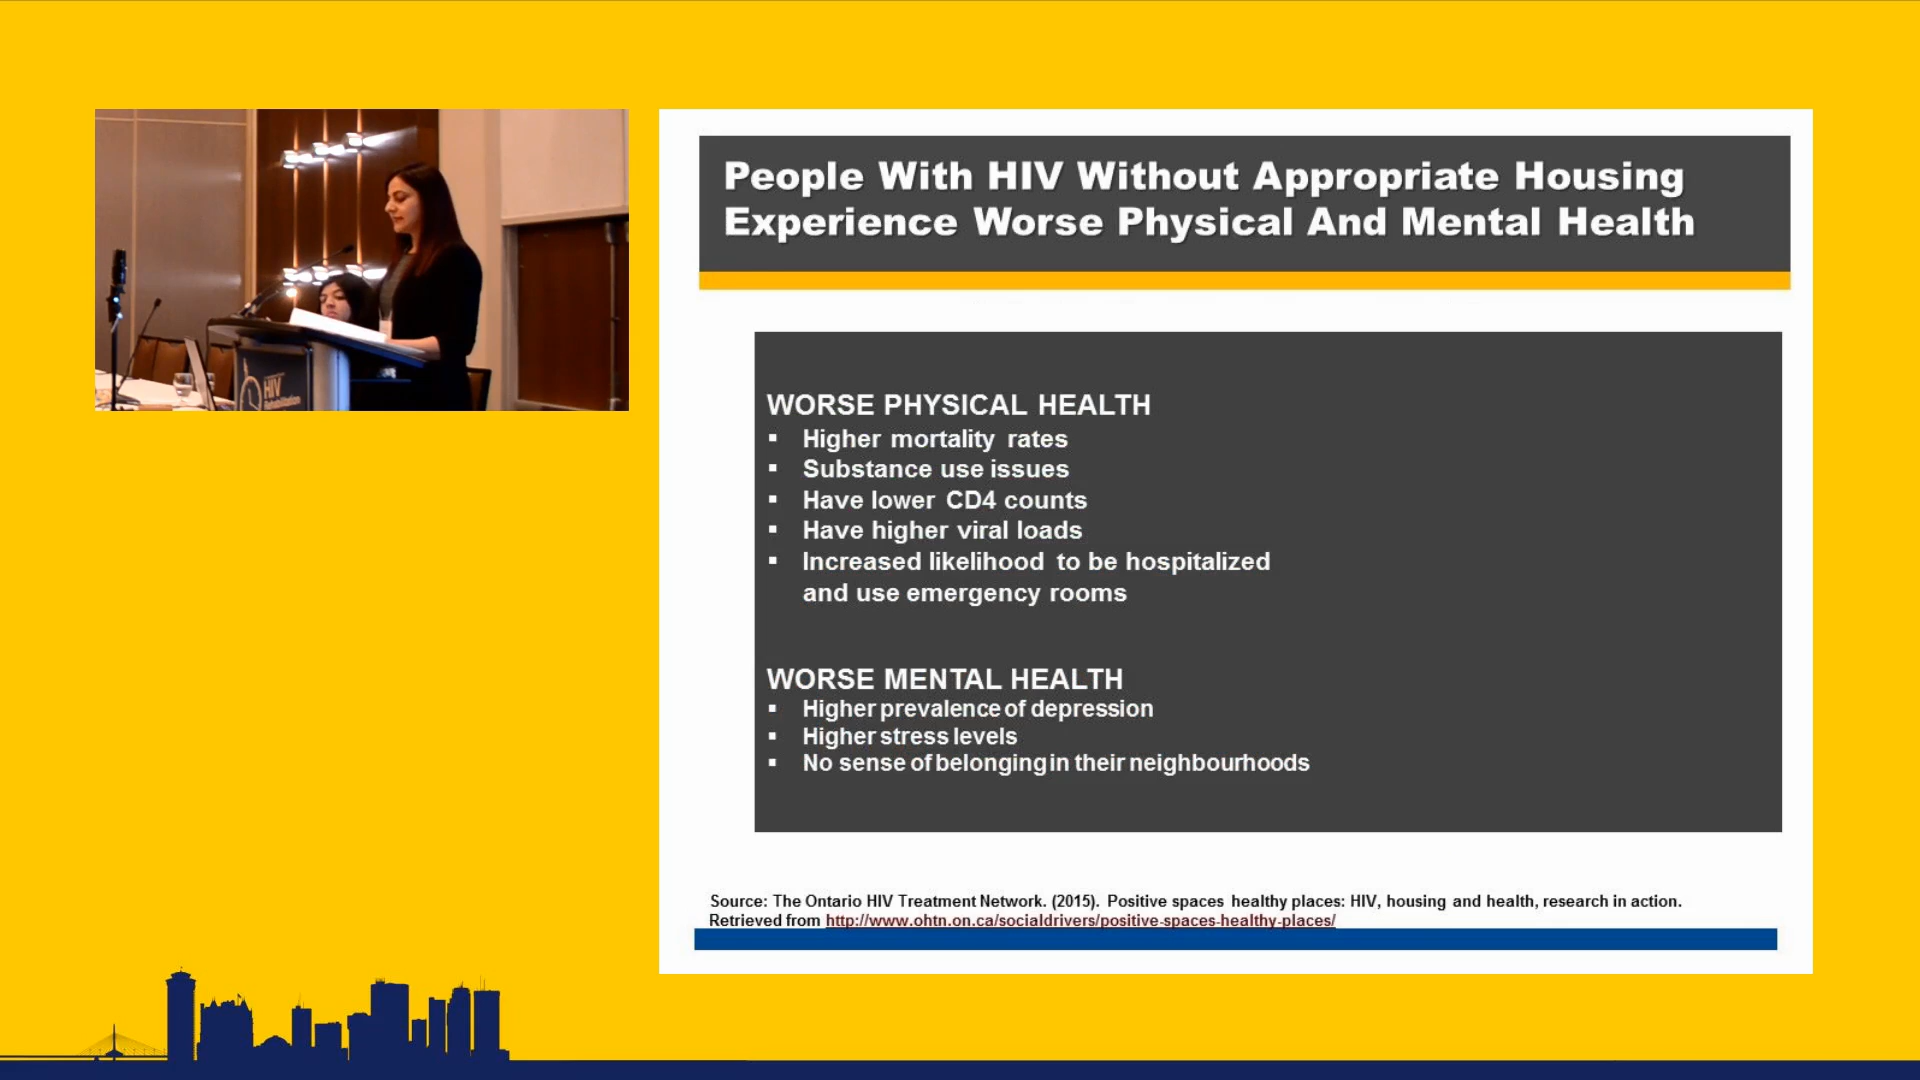 People With HIV Without Appropriate Housing
Experience Worse Physical And Mental Health
WORSE PHYSICAL HEALTH
▪ Higher mortality rates
▪ Substance use issues
▪ Have lower CD4 counts
▪ Have higher viral loads
▪ Increased likelihood to be hospitalized
and use emergency rooms
WORSE MENTAL HEALTH
▪ Higher prevalence of depression
▪ Higher stress levels
▪ No sense of belonging in their neighbourhoods
Source: The Ontario HIV Treatment Network. (2015). Positive spaces healthy places: HIV, housing and health, research in action.
Retrieved from http://www.ohtn.on.ca/socialdrivers/positive-spaces-healthy-places/
HIV